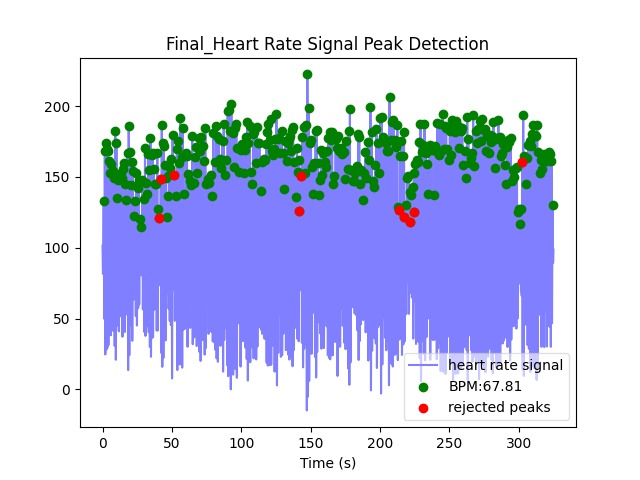 Final_Heart Rate Signal Peak Detection
200
150
100
50
0
heart rate signal
BPM:67.81
rejected peaks
0 50 100 150 200 250 300
Time (s)